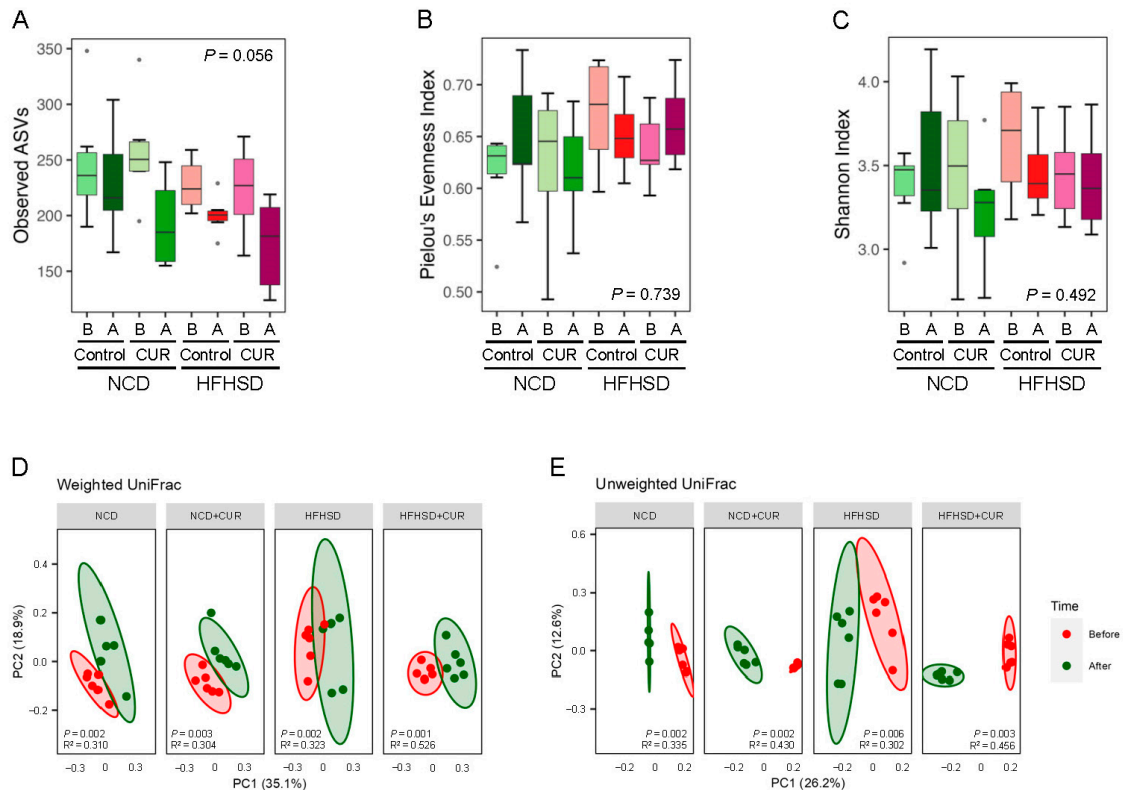 A
P = 0.056
Observed ASVs
350
300
250
200
150
B A B A B A B A
Control CUR Control CUR
NCD HFHSD
B
Pielou's Evenness Index
0.70
0.65
0.60
0.55
0.50
P = 0.739
B A B A B A B A
Control CUR Control CUR
NCD HFHSD
C
Shannon Index
4.0
3.5
3.0
P = 0.492
B A B A B A B A
Control CUR Control CUR
NCD HFHSD
D
Weighted UniFrac
NCD NCD+CUR HFHSD HFHSD+CUR
PC2 (18.9%)
0.4
0.2
0.0
−0.2
P = 0.002 P = 0.003 P = 0.002 P = 0.001
R² = 0.310 R² = 0.304 R² = 0.323 R² = 0.526
−0.3 0 0.3 −0.3 0 0.3 −0.3 0 0.3 −0.3 0 0.3
PC1 (35.1%)
E
Unweighted UniFrac
NCD NCD+CUR HFHSD HFHSD+CUR
PC2 (12.6%)
0.6
0.3
0.0
−0.3
P = 0.002 P = 0.002 P = 0.006 P = 0.003
R² = 0.335 R² = 0.430 R² = 0.302 R² = 0.456
−0.2 0 0.2 −0.2 0 0.2 −0.2 0 0.2 −0.2 0 0.2
PC1 (26.2%)
Time
Before
After